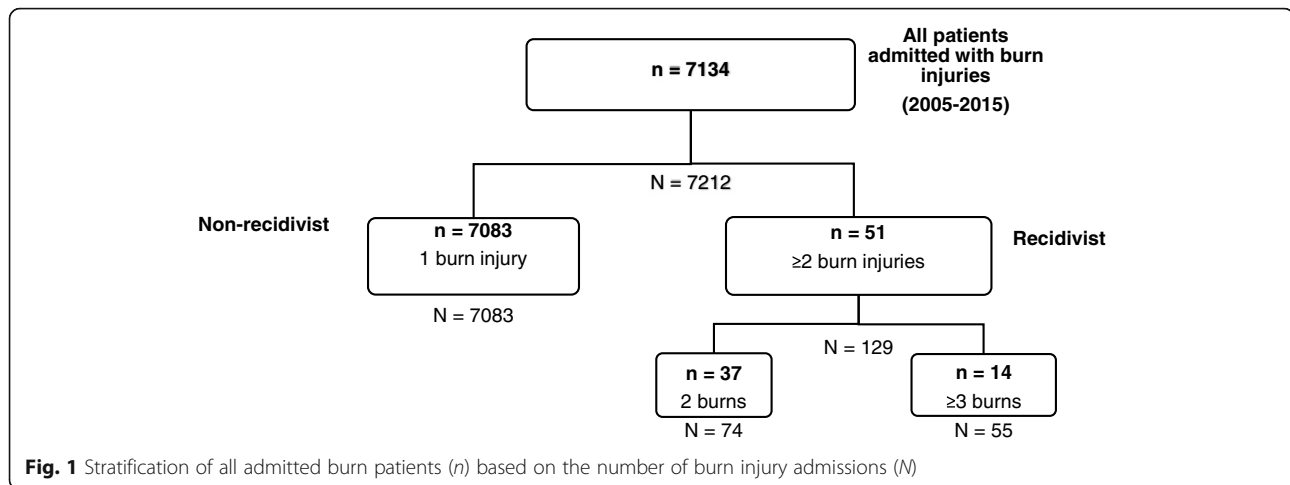 All patients
admitted with burn
injuries
(2005-2015)
n = 7134
N = 7212
Non-recidivist
n = 7083
1 burn injury
N = 7083
n = 51
≥2 burn injuries
Recidivist
N = 129
n = 37
2 burns
N = 74
n = 14
≥3 burns
N = 55
Fig. 1 Stratification of all admitted burn patients (n) based on the number of burn injury admissions (N)